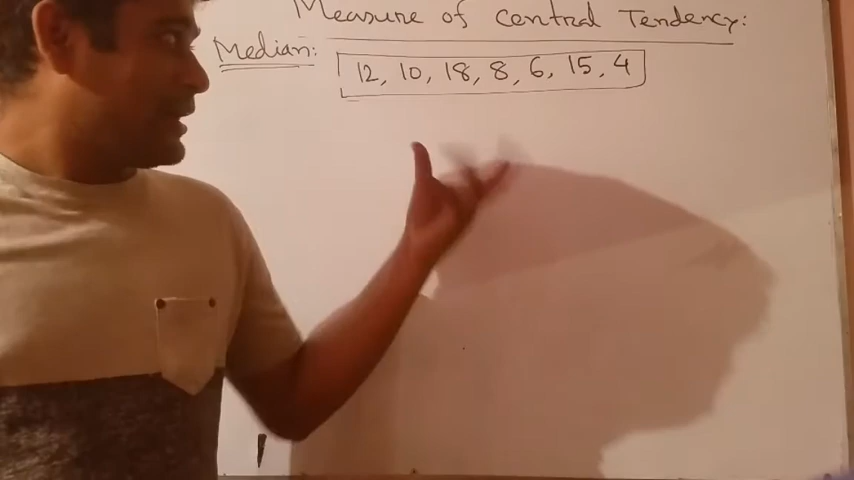 Measure of central Tendency:
Median: 12, 10, 18, 8, 6, 15, 4